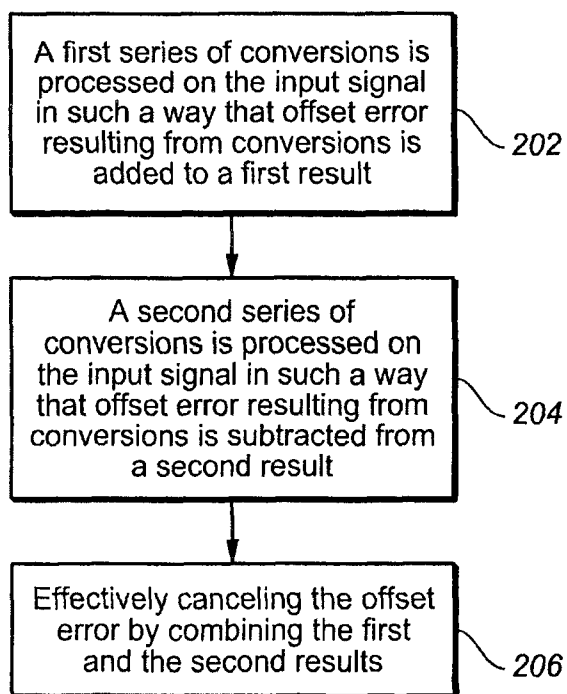 A first series of conversions is
processed on the input signal
in such a way that offset error
resulting from conversions is
added to a first result
202
A second series of
conversions is processed on
the input signal in such a way
that offset error resulting from
conversions is subtracted from
a second result
204
Effectively canceling the offset
error by combining the first
and the second results
206